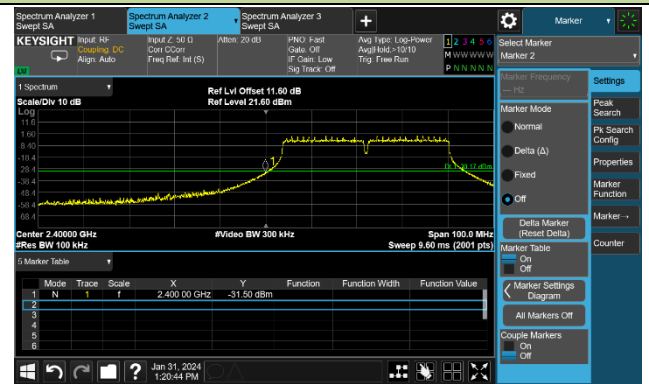 Spectrum Analyzer 1
Swept SA
Spectrum Analyzer 2
Swept SA
Spectrum Analyzer 3
Swept SA
+
Marker
KEYSIGHT
Input: RF
Coupling: DC
Align: Auto
Input Z: 50 Ω
Corr CCorr
Freq Ref: Int (S)
Atten: 20 dB
PNO: Fast
Gate: Off
IF Gain: Low
Sig Track: Off
Avg Type: Log-Power
Avg|Hold:>10/10
Trig: Free Run
1 2 3 4 5 6
M W W W W W
P N N N N N
Select Marker
Marker 2
LXI
1 Spectrum
Scale/Div 10 dB
Log
Ref Lvl Offset 11.60 dB
Ref Level 21.60 dBm
11.6
1.60
-8.40
-18.4
-28.4
-38.4
-48.4
-58.4
-68.4
1
Center 2.40000 GHz
#Res BW 100 kHz
#Video BW 300 kHz
Span 100.0 MHz
Sweep 9.60 ms (2001 pts)
5 Marker Table
Mode Trace Scale X Y Function Function Width Function Value
1 N 1 f 2.400 00 GHz -31.50 dBm
2
3
4
5
6
Marker Frequency
--- Hz
Marker Mode
Normal
Delta (Δ)
Fixed
Off
Delta Marker
(Reset Delta)
Marker Table
On
Off
Marker Settings
Diagram
All Markers Off
Couple Markers
On
Off
Settings
Peak
Search
Pk Search
Config
Properties
Marker
Function
Marker→
Counter
?
Jan 31, 2024
1:20:44 PM